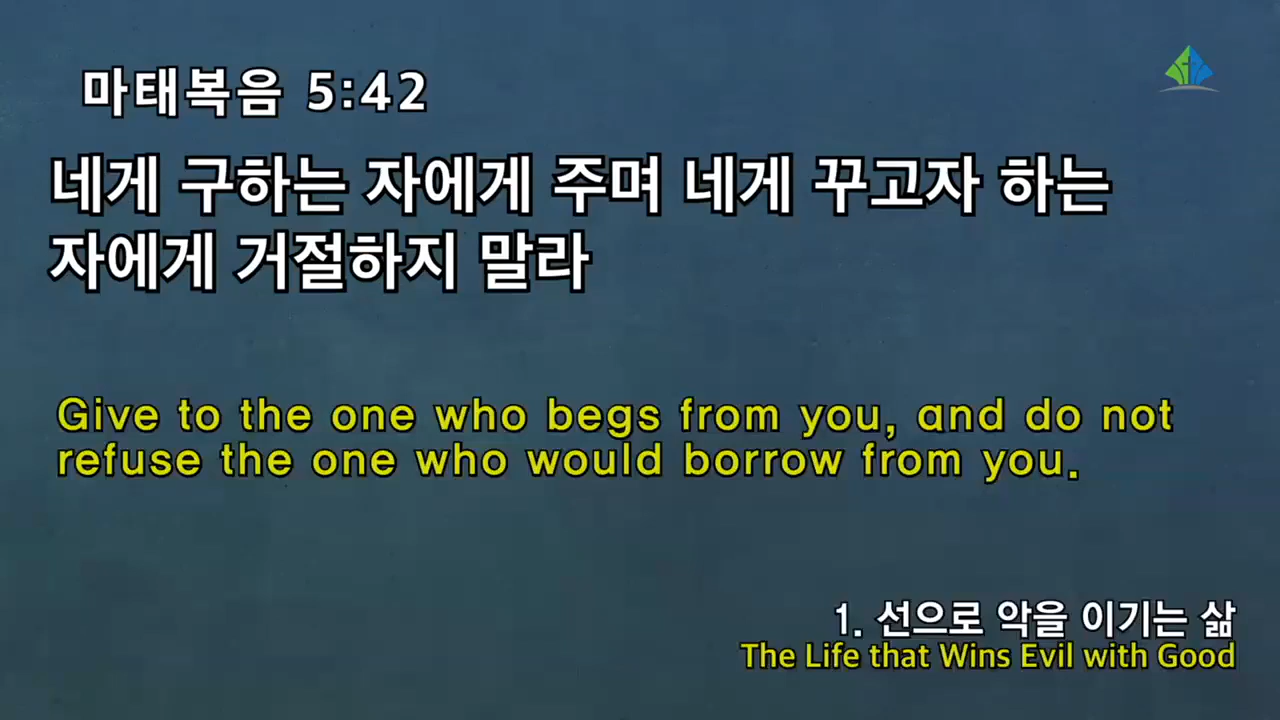 마태복음 5:42
네게 구하는 자에게 주며 네게 꾸고자 하는
자에게 거절하지 말라
Give to the one who begs from you, and do not
refuse the one who would borrow from you.
1. 선으로 악을 이기는 삶
The Life that Wins Evil with Good